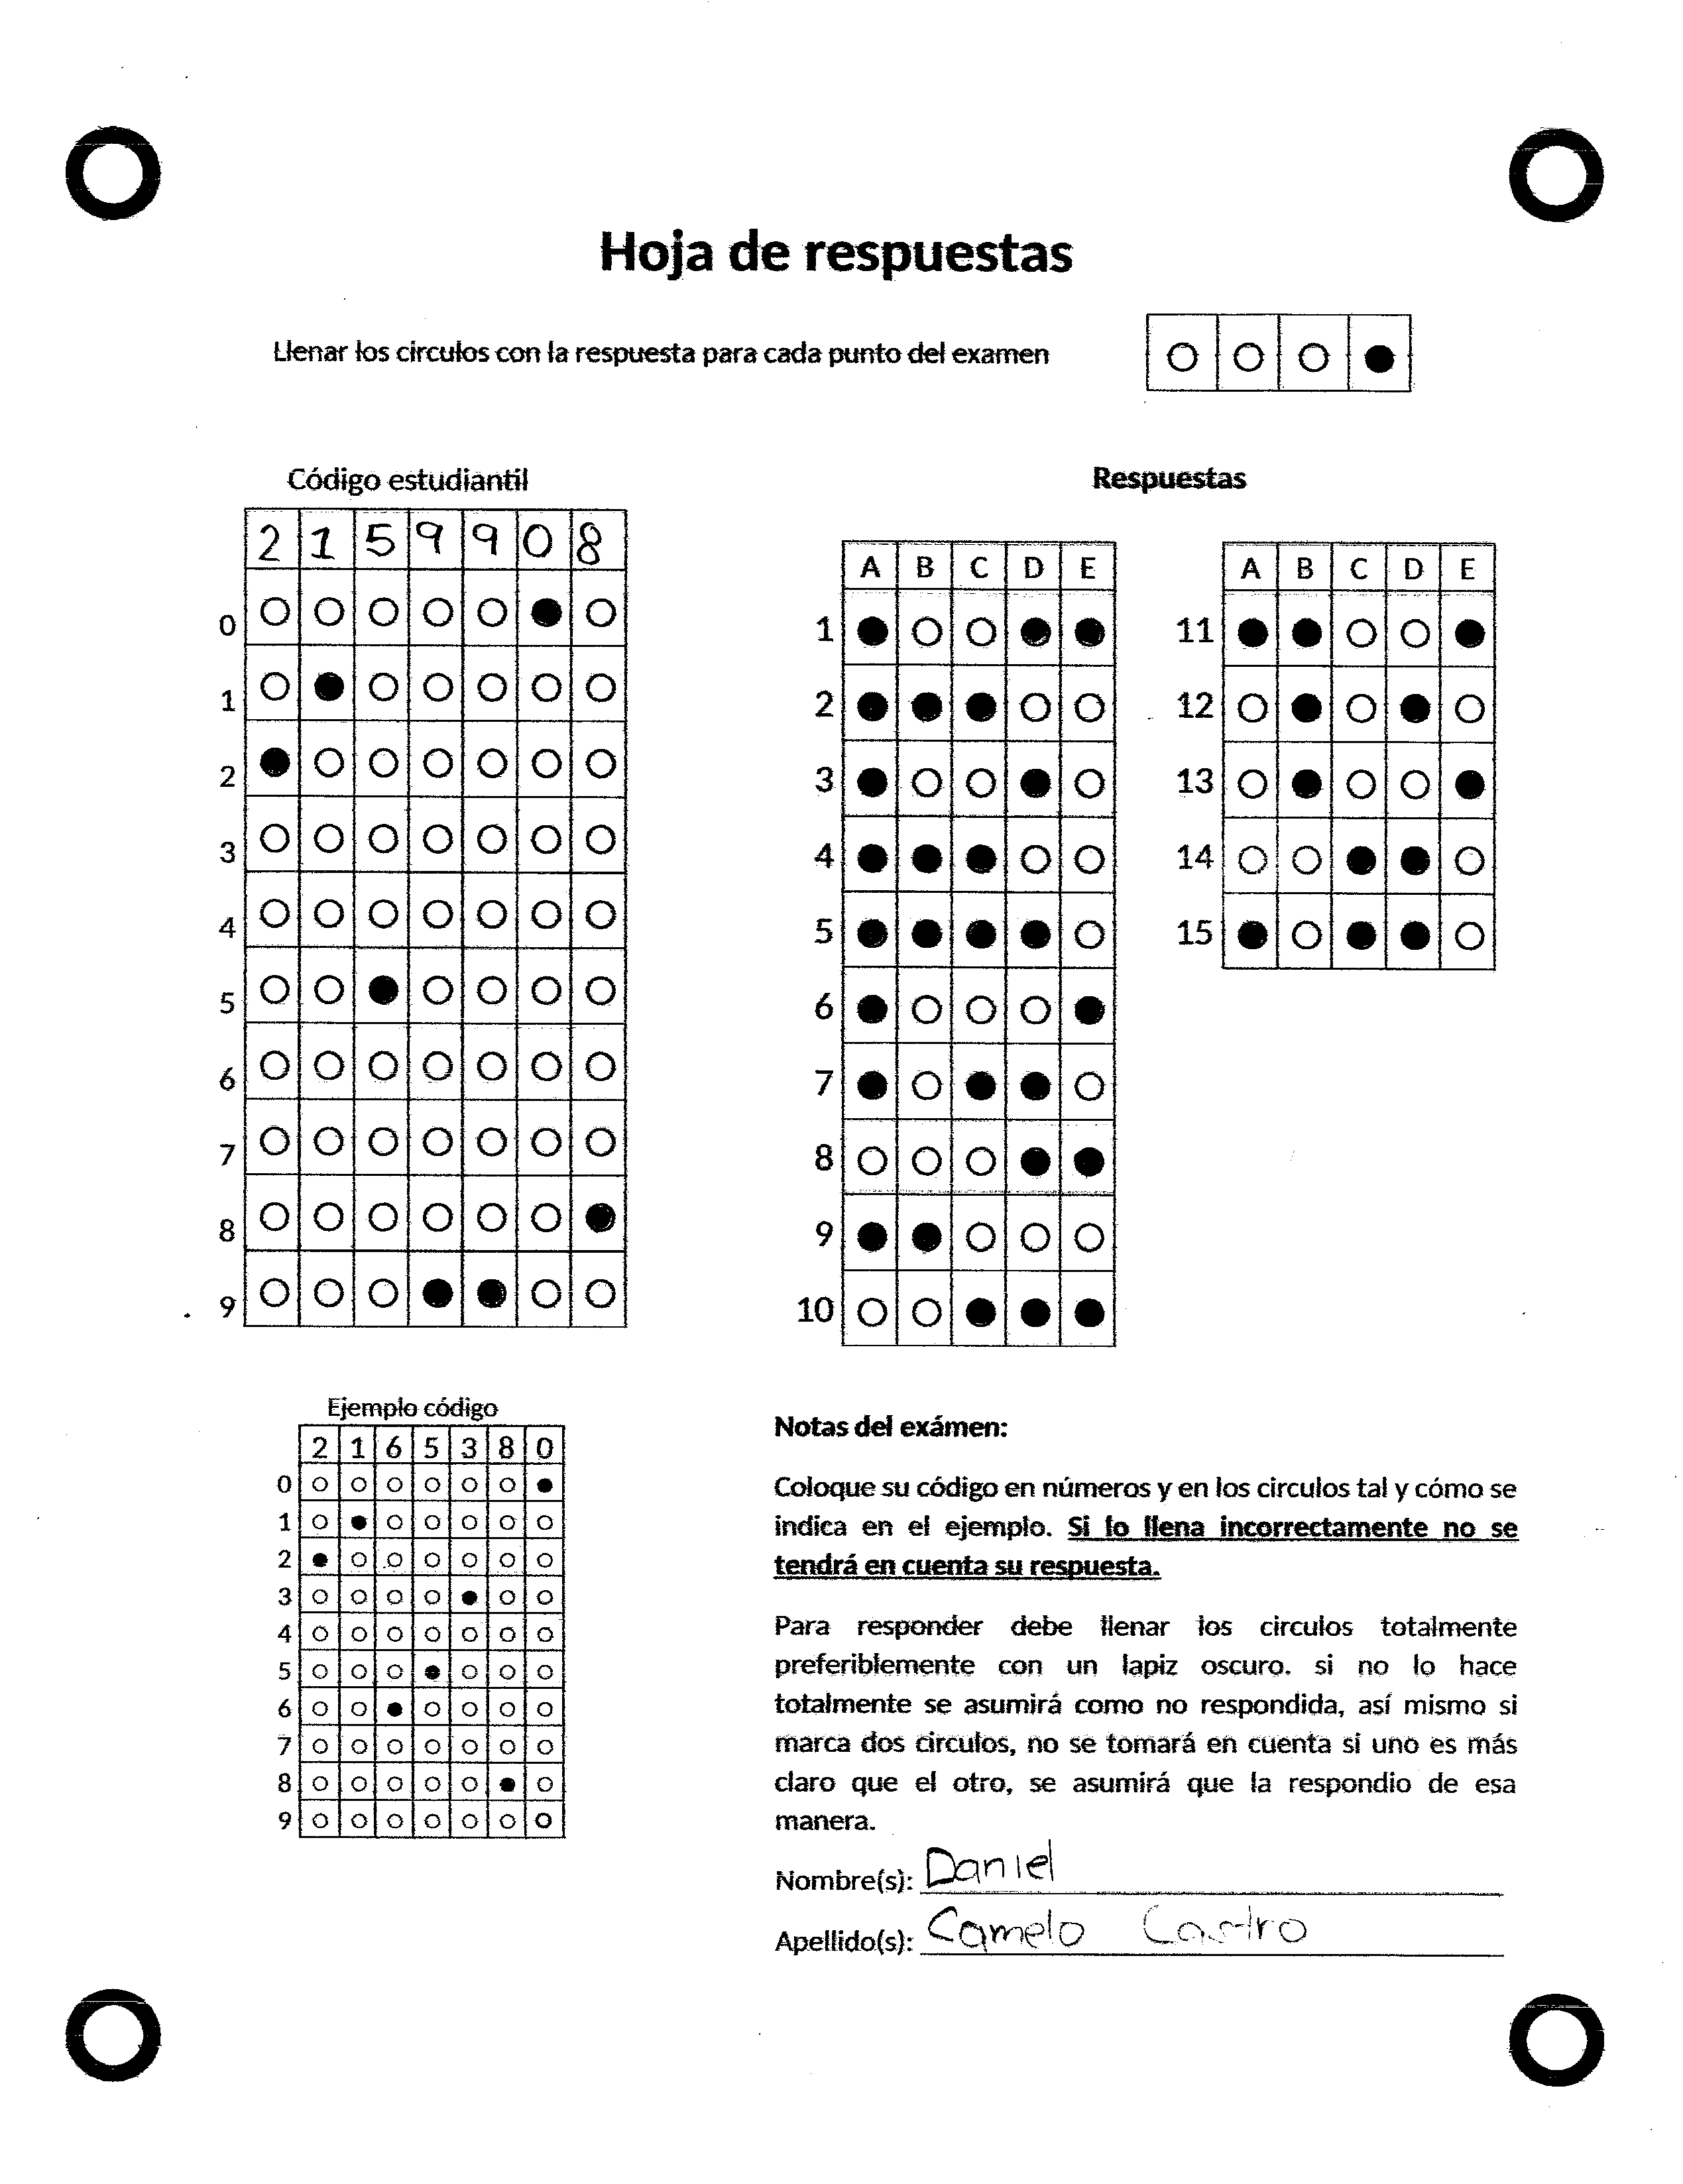 Hoja de respuestas
Llenar los circulos con la respuesta para cada punto del examen
Código estudiantil
2 1 5 9 9 0 8
0
1
2
3
4
5
6
7
8
9
Respuestas
A B C D E
1
2
3
4
5
6
7
8
9
10
A B C D E
11
12
13
14
15
Ejemplo código
2 1 6 5 3 8 0
0
1
2
3
4
5
6
7
8
9
Notas del exámen:
Coloque su código en números y en los circulos tal y cómo se
indica en el ejemplo. Si lo llena incorrectamente no se
tendrá en cuenta su respuesta.
Para responder debe llenar los circulos totalmente
preferiblemente con un lapiz oscuro. si no lo hace
totalmente se asumirá como no respondida, así mismo si
marca dos circulos, no se tomará en cuenta si uno es más
claro que el otro, se asumirá que la respondio de esa
manera.
Nombre(s): Daniel
Apellido(s): Camelo Castro